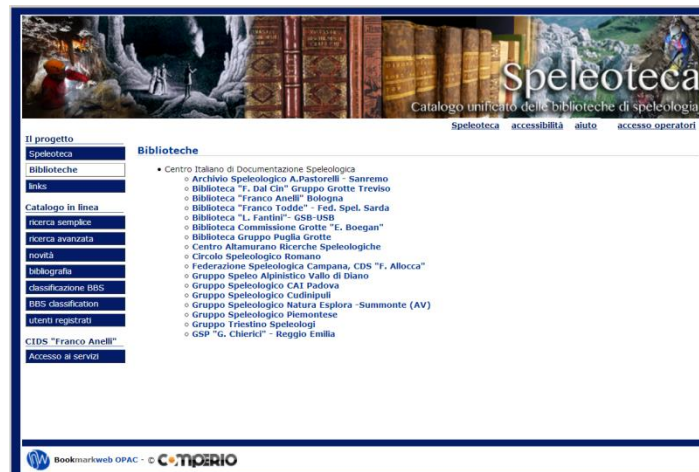 Speleoteca
Catalogo unificato delle biblioteche di speleologia
Speleoteca accessibilità aiuto accesso operatori
Il progetto
Speleoteca
Biblioteche
links
Catalogo in linea
ricerca semplice
ricerca avanzata
novità
bibliografia
classificazione BBS
BBS classification
utenti registrati
CIDS "Franco Anelli"
Accesso ai servizi
Biblioteche
• Centro Italiano di Documentazione Speleologica
○ Archivio Speleologico A.Pastorelli - Sanremo
○ Biblioteca "F. Dal Cin" Gruppo Grotte Treviso
○ Biblioteca "Franco Anelli" Bologna
○ Biblioteca "Franco Todde" - Fed. Spel. Sarda
○ Biblioteca "L. Fantini"- GSB-USB
○ Biblioteca Commissione Grotte "E. Boegan"
○ Biblioteca Gruppo Puglia Grotte
○ Centro Altamurano Ricerche Speleologiche
○ Circolo Speleologico Romano
○ Federazione Speleologica Campana, CDS "F. Allocca"
○ Gruppo Speleo Alpinistico Vallo di Diano
○ Gruppo Speleologico CAI Padova
○ Gruppo Speleologico Cudinipuli
○ Gruppo Speleologico Natura Esplora -Summonte (AV)
○ Gruppo Speleologico Piemontese
○ Gruppo Triestino Speleologi
○ GSP "G. Chierici" - Reggio Emilia
Bookmarkweb OPAC - © COMPERIO